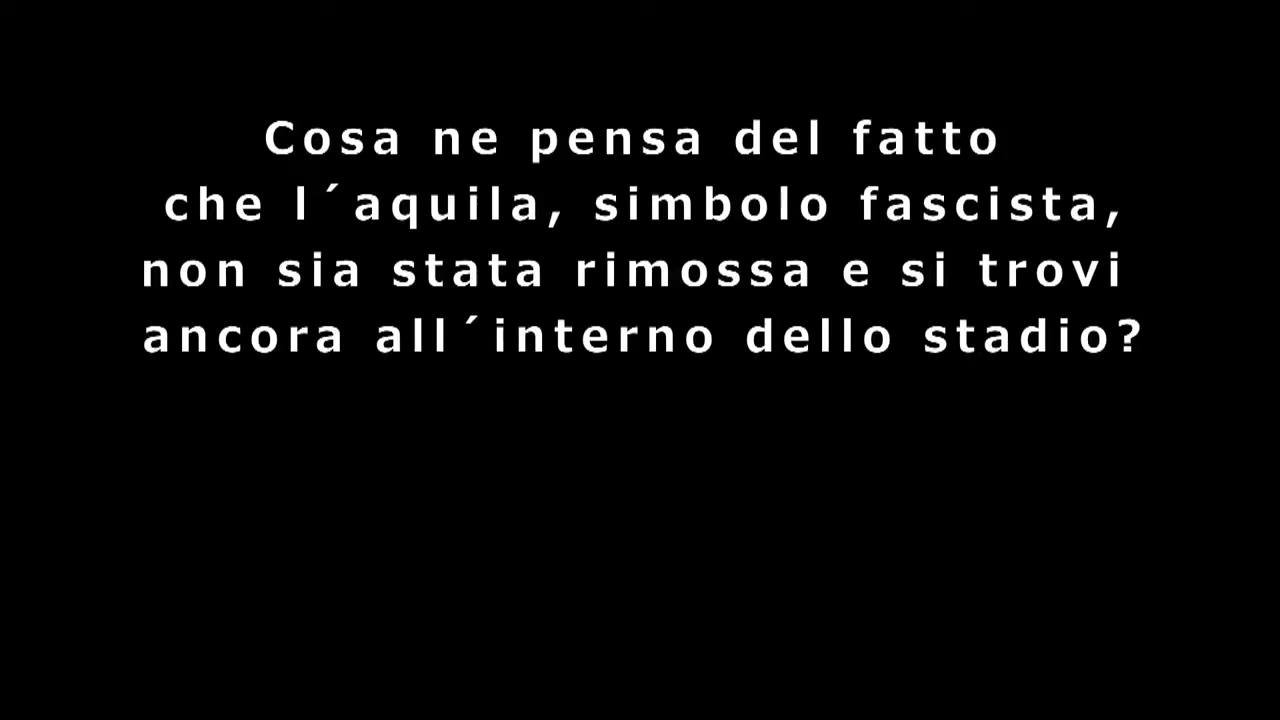 Cosa ne pensa del fatto
che l´aquila, simbolo fascista,
non sia stata rimossa e si trovi
ancora all´interno dello stadio?